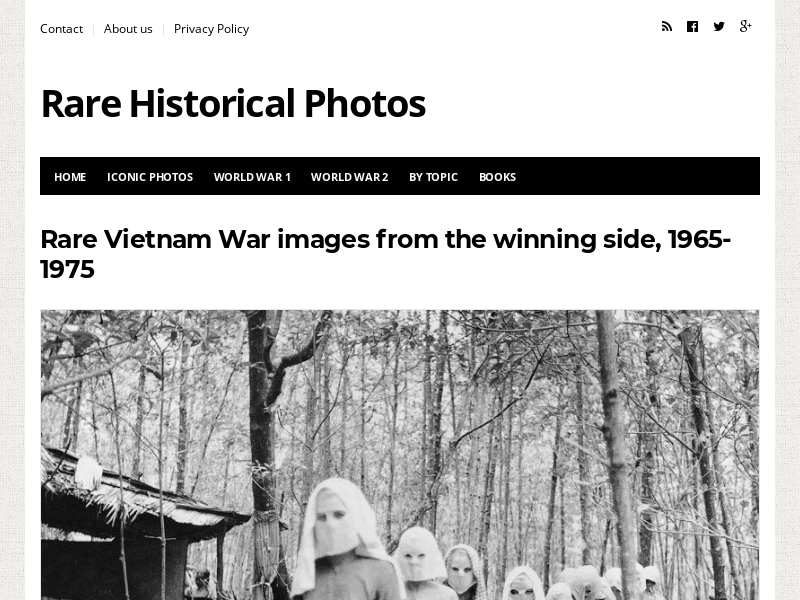 Contact About us Privacy Policy
Rare Historical Photos
HOME ICONIC PHOTOS WORLD WAR 1 WORLD WAR 2 BY TOPIC BOOKS
Rare Vietnam War images from the winning side, 1965-
1975